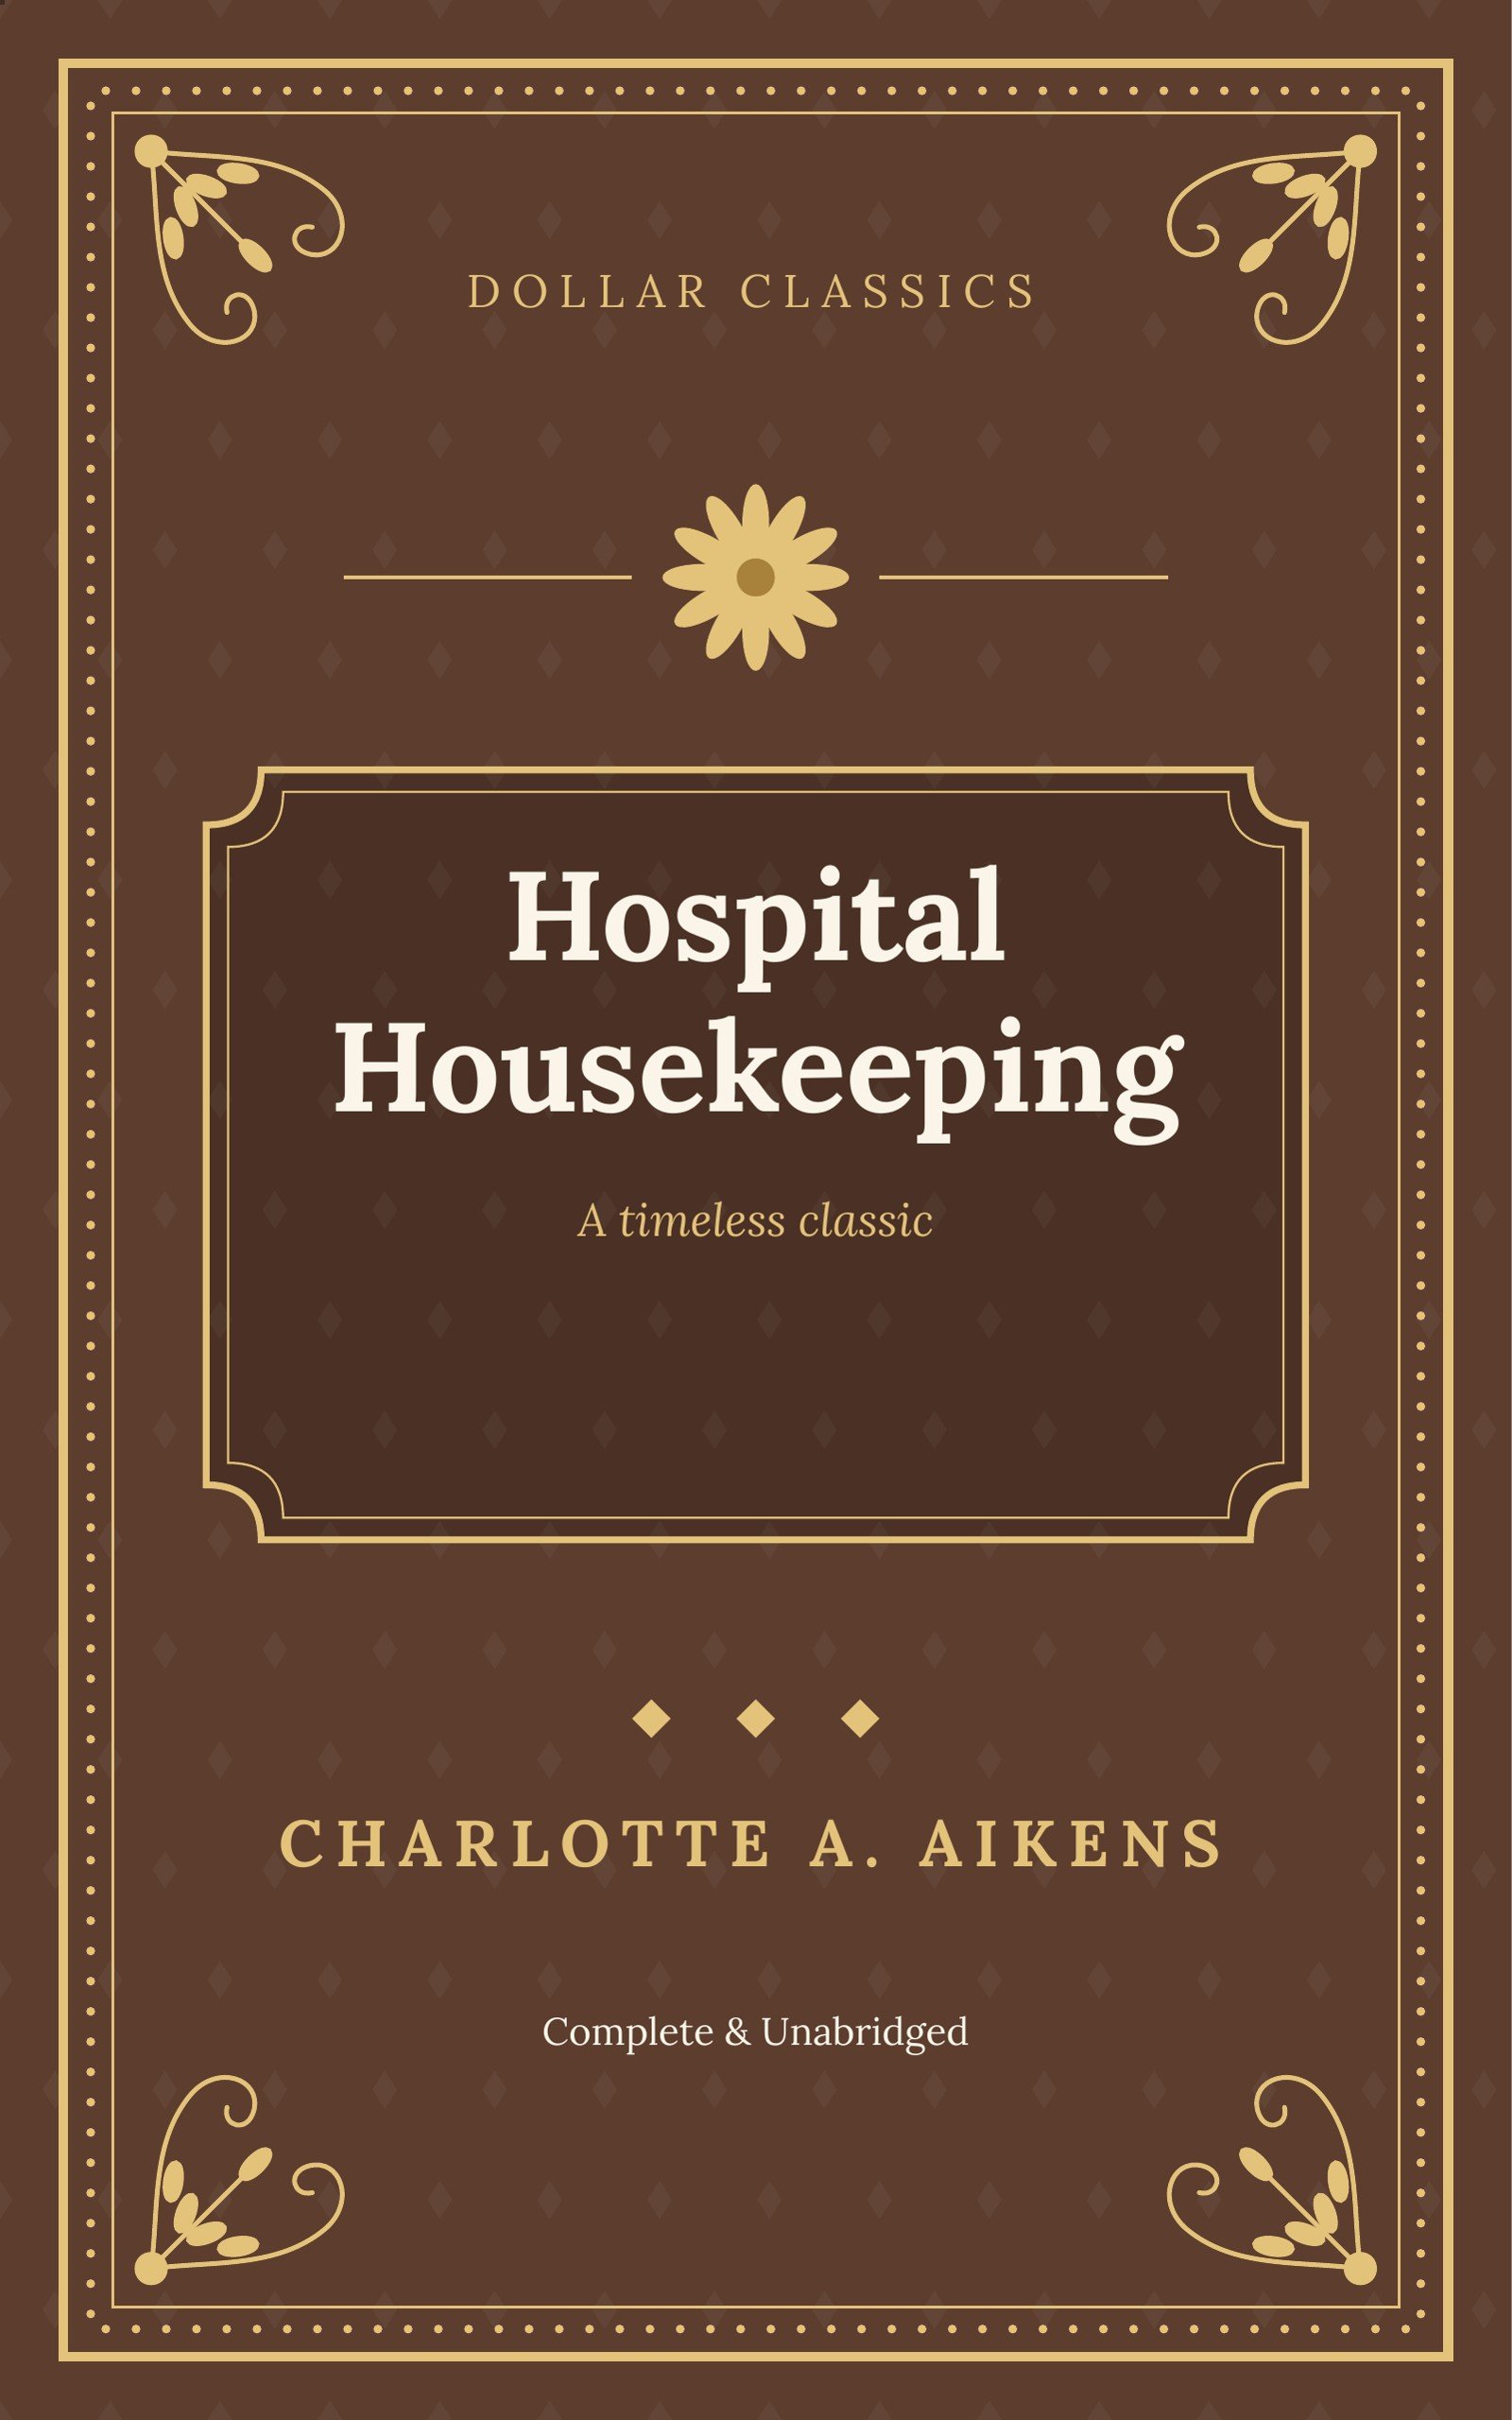 DOLLAR CLASSICS
Hospital
Housekeeping
A timeless classic
CHARLOTTE A. AIKENS
Complete & Unabridged